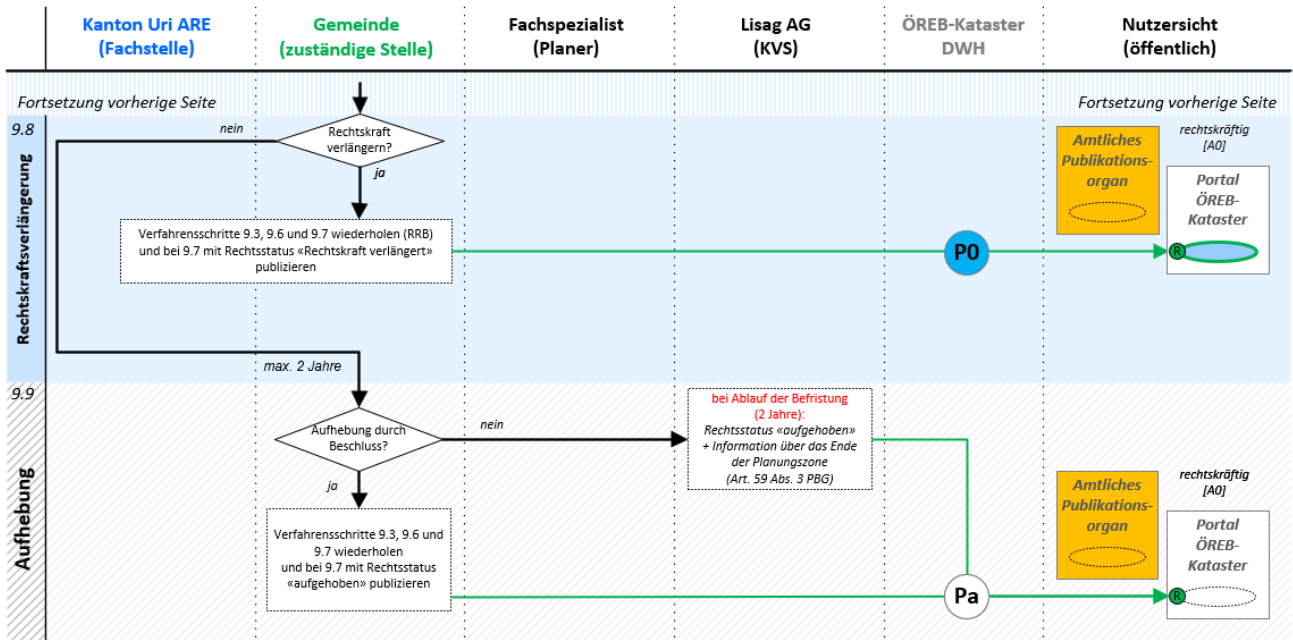 Kanton Uri ARE
(Fachstelle)
Gemeinde
(zuständige Stelle)
Fachspezialist
(Planer)
Lisag AG
(KVS)
ÖREB-Kataster
DWH
Nutzersicht
(öffentlich)
Fortsetzung vorherige Seite
Fortsetzung vorherige Seite
9.8
Rechtskraftsverlängerung
nein
Rechtskraft
verlängern?
ja
Verfahrensschritte 9.3, 9.6 und 9.7 wiederholen (RRB)
und bei 9.7 mit Rechtsstatus «Rechtskraft verlängert»
publizieren
P0
Amtliches
Publikations-
organ
rechtskräftig
[A0]
Portal
ÖREB-
Kataster
R
max. 2 Jahre
9.9
Aufhebung
Aufhebung durch
Beschluss?
nein
ja
bei Ablauf der Befristung
(2 Jahre):
Rechtsstatus «aufgehoben»
+ Information über das Ende
der Planungszone
(Art. 59 Abs. 3 PBG)
Verfahrensschritte 9.3, 9.6 und
9.7 wiederholen
und bei 9.7 mit Rechtsstatus
«aufgehoben» publizieren
Pa
Amtliches
Publikations-
organ
rechtskräftig
[A0]
Portal
ÖREB-
Kataster
R